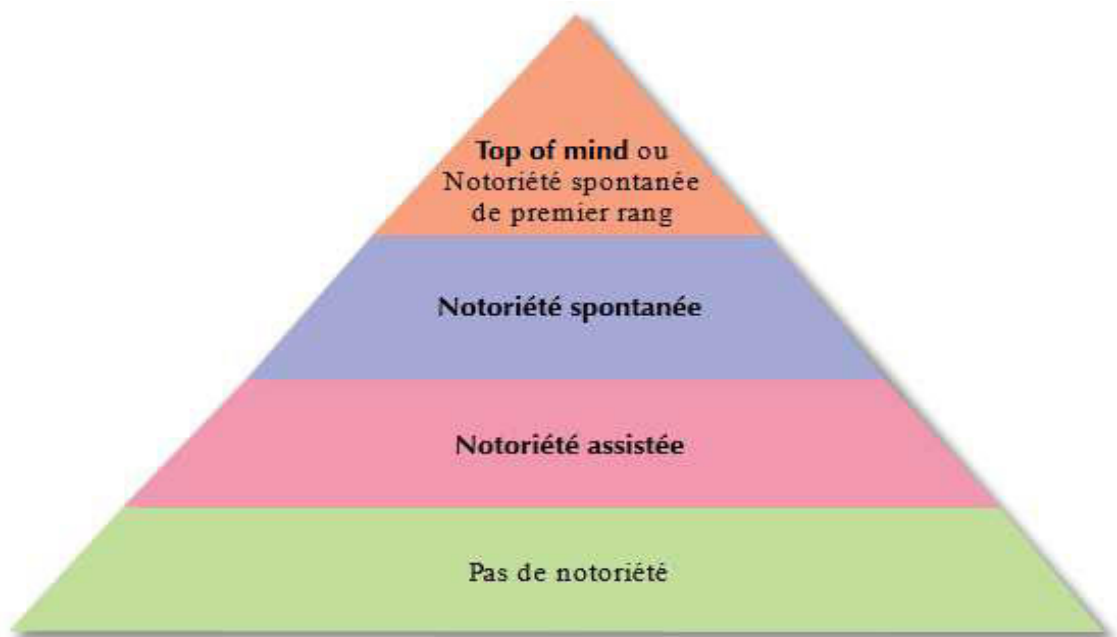 Top of mind ou
Notoriété spontanée
de premier rang
Notoriété spontanée
Notoriété assistée
Pas de notoriété